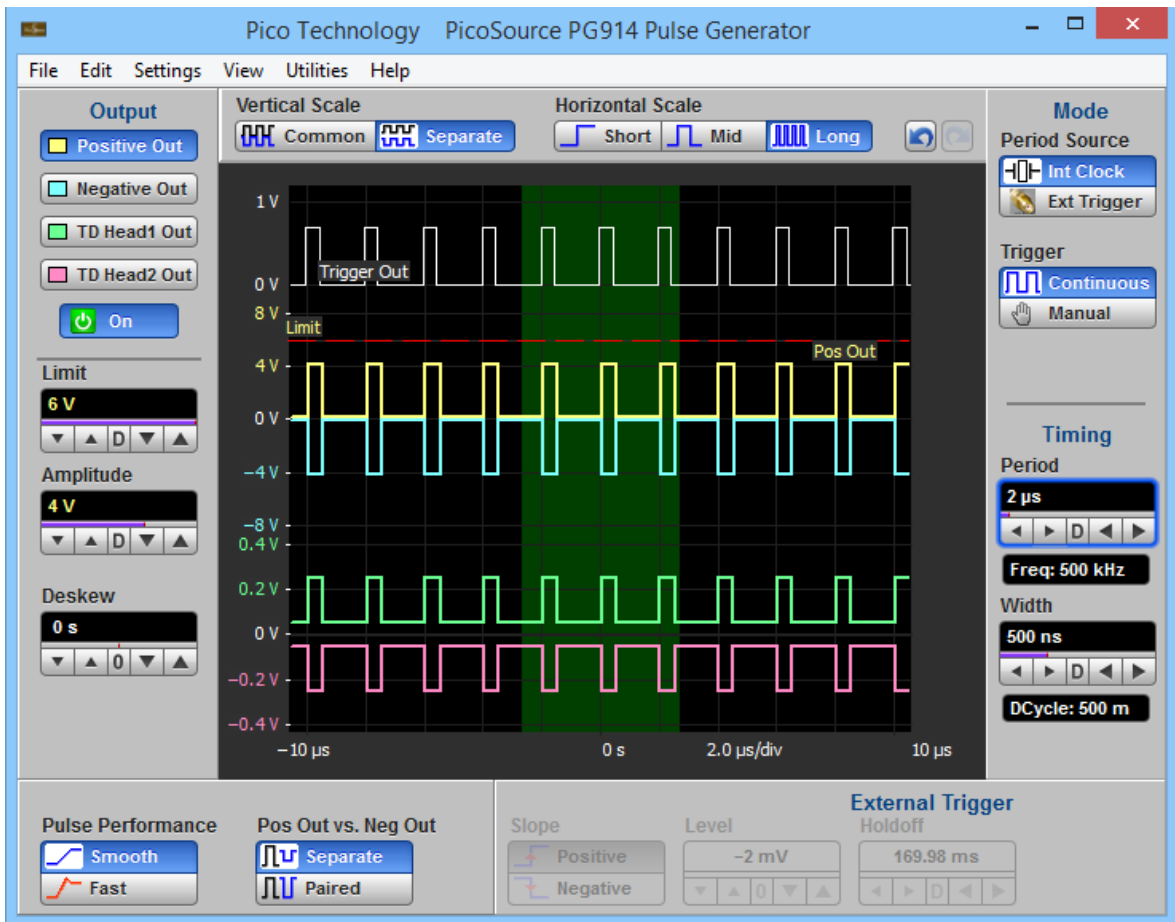 Pico Technology PicoSource PG914 Pulse Generator
File Edit Settings View Utilities Help
Output
Positive Out
Negative Out
TD Head1 Out
TD Head2 Out
On
Limit
6 V
D
Amplitude
4 V
D
Deskew
0 s
0
Vertical Scale
Common Separate
Horizontal Scale
Short Mid Long
1 V
Trigger Out
0 V
8 V
Limit
Pos Out
4 V
0 V
−4 V
−8 V
0.4 V
0.2 V
0 V
−0.2 V
−0.4 V
−10 µs 0 s 2.0 µs/div 10 µs
Mode
Period Source
Int Clock
Ext Trigger
Trigger
Continuous
Manual
Timing
Period
2 µs
D
Freq: 500 kHz
Width
500 ns
D
DCycle: 500 m
Pulse Performance
Smooth
Fast
Pos Out vs. Neg Out
Separate
Paired
External Trigger
Slope
Positive
Negative
Level
−2 mV
0
Holdoff
169.98 ms
D